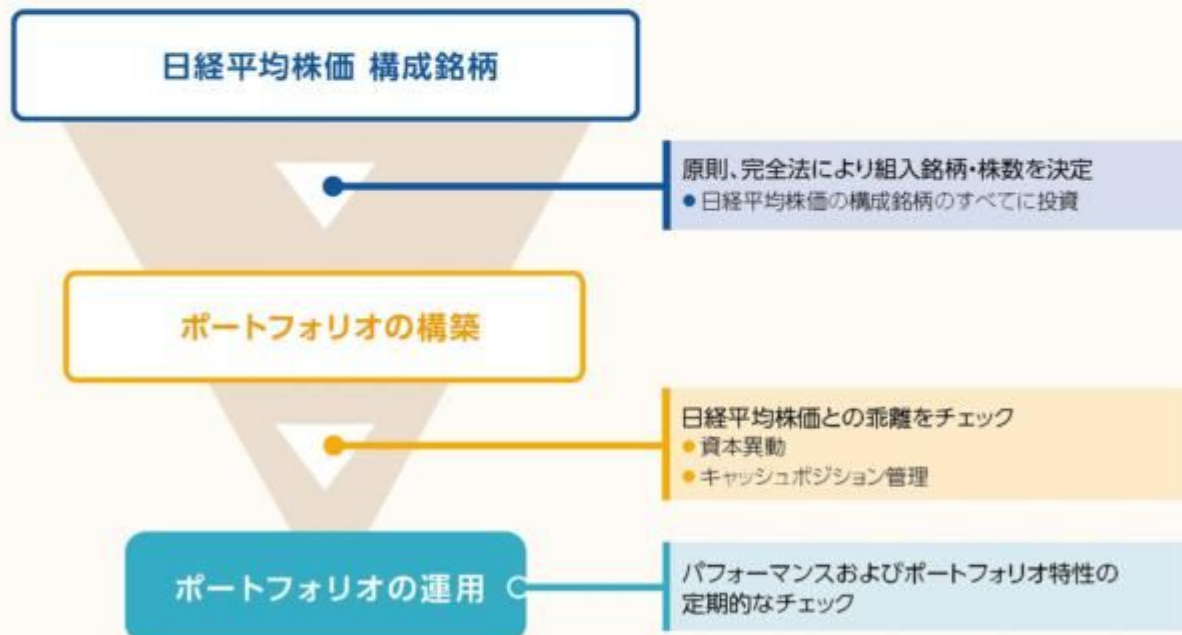 日経平均株価 構成銘柄
原則、完全法により組入銘柄・株数を決定
● 日経平均株価の構成銘柄のすべてに投資
ポートフォリオの構築
日経平均株価との乖離をチェック
● 資本異動
● キャッシュポジション管理
ポートフォリオの運用
パフォーマンスおよびポートフォリオ特性の
定期的なチェック